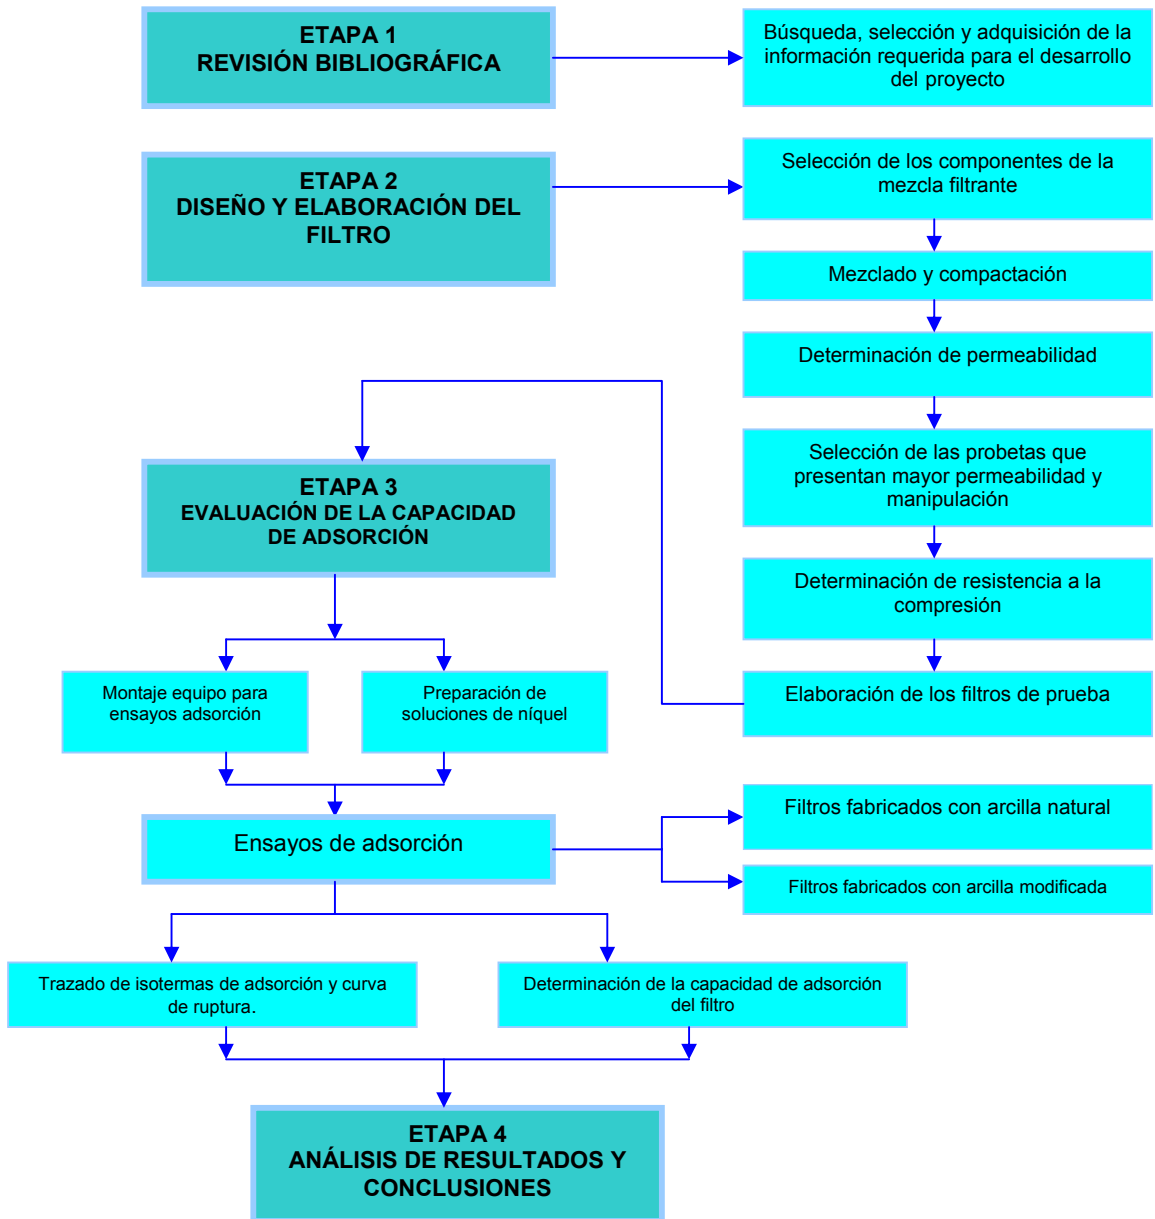 ETAPA 1
REVISIÓN BIBLIOGRÁFICA
Búsqueda, selección y adquisición de la
información requerida para el desarrollo
del proyecto
ETAPA 2
DISEÑO Y ELABORACIÓN DEL
FILTRO
Selección de los componentes de la
mezcla filtrante
Mezclado y compactación
Determinación de permeabilidad
Selección de las probetas que
presentan mayor permeabilidad y
manipulación
Determinación de resistencia a la
compresión
Elaboración de los filtros de prueba
ETAPA 3
EVALUACIÓN DE LA CAPACIDAD
DE ADSORCIÓN
Montaje equipo para
ensayos adsorción
Preparación de
soluciones de níquel
Ensayos de adsorción
Filtros fabricados con arcilla natural
Filtros fabricados con arcilla modificada
Trazado de isotermas de adsorción y curva
de ruptura.
Determinación de la capacidad de adsorción
del filtro
ETAPA 4
ANÁLISIS DE RESULTADOS Y
CONCLUSIONES